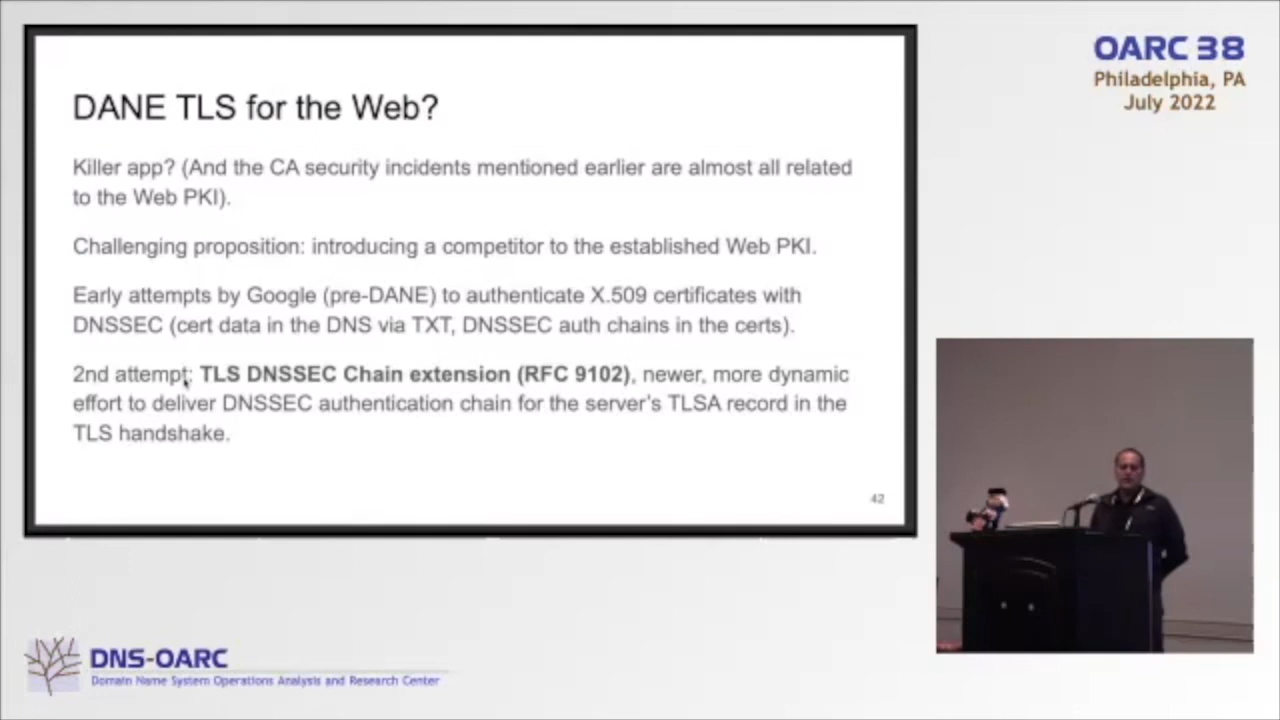 DANE TLS for the Web?
Killer app? (And the CA security incidents mentioned earlier are almost all related
to the Web PKI).
Challenging proposition: introducing a competitor to the established Web PKI.
Early attempts by Google (pre-DANE) to authenticate X.509 certificates with
DNSSEC (cert data in the DNS via TXT, DNSSEC auth chains in the certs).
2nd attempt: TLS DNSSEC Chain extension (RFC 9102), newer, more dynamic
effort to deliver DNSSEC authentication chain for the server's TLSA record in the
TLS handshake.
42
OARC 38
Philadelphia, PA
July 2022
DNS-OARC
Domain Name System Operations Analysis and Research Center